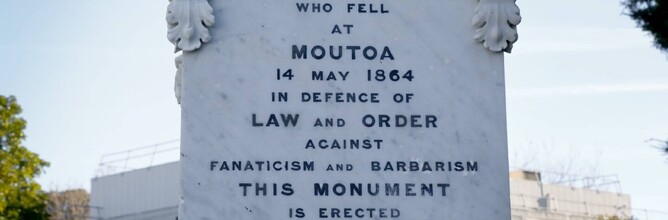 WHO FELL
AT
MOUTOA
14 MAY 1864
IN DEFENCE OF
LAW AND ORDER
AGAINST
FANATICISM AND BARBARISM
THIS MONUMENT
IS ERECTED